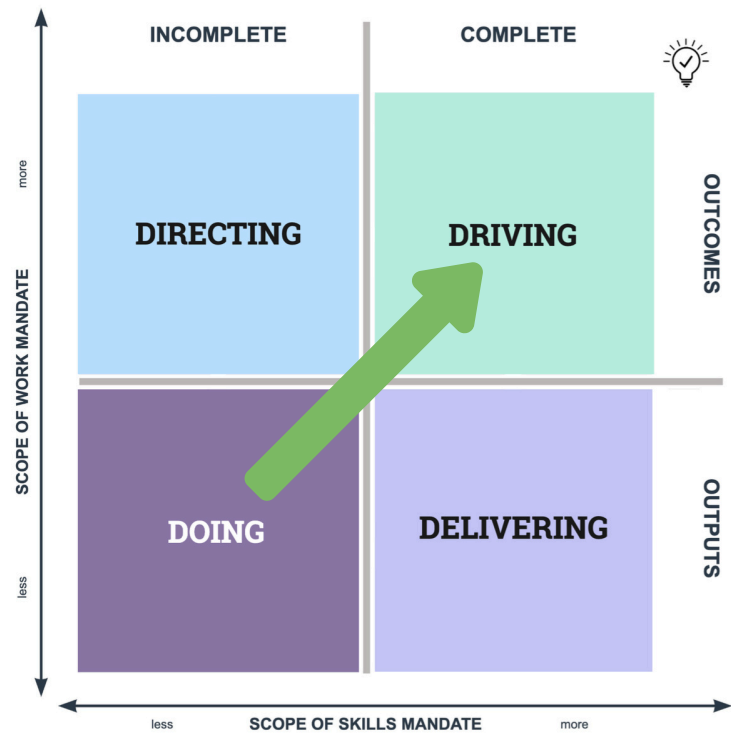 INCOMPLETE
COMPLETE
more
DIRECTING
DRIVING
OUTCOMES
SCOPE OF WORK MANDATE
DOING
DELIVERING
OUTPUTS
less
less
SCOPE OF SKILLS MANDATE
more